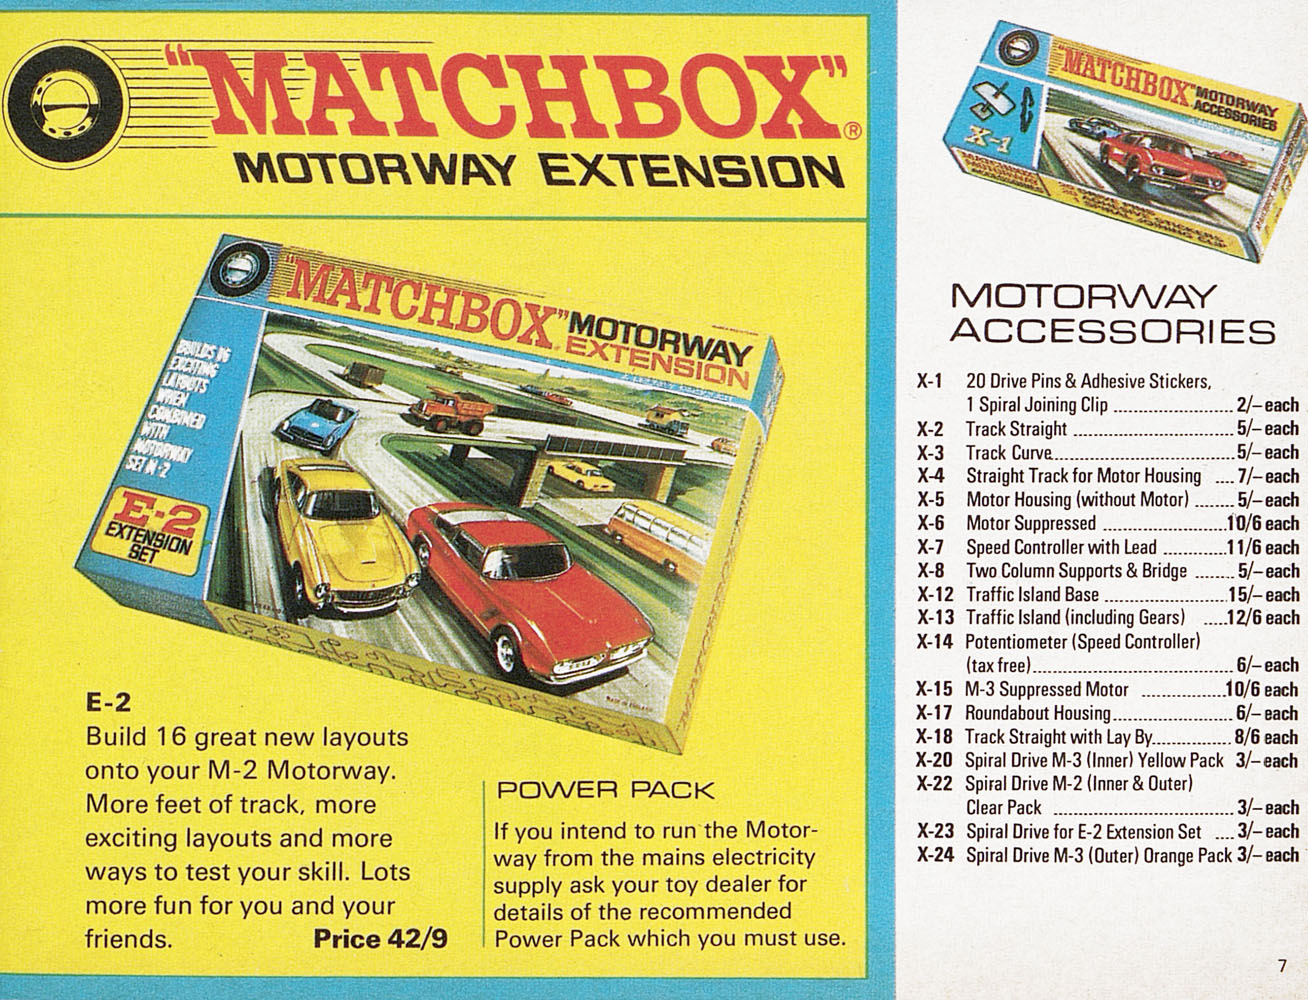 "MATCHBOX"®
MOTORWAY EXTENSION
"MATCHBOX" MOTORWAY
EXTENSION
BUILDS 16
EXCITING
LAYOUTS
WHEN
COMBINED
WITH
MOTORWAY
SET M-2
E-2
EXTENSION
SET
MADE IN ENGLAND
E-2
Build 16 great new layouts
onto your M-2 Motorway.
More feet of track, more
exciting layouts and more
ways to test your skill. Lots
more fun for you and your
friends. Price 42/9
POWER PACK
If you intend to run the Motor-
way from the mains electricity
supply ask your toy dealer for
details of the recommended
Power Pack which you must use.
"MATCHBOX" MOTORWAY
ACCESSORIES
X-1
"MATCHBOX"
MOTORWAY
ACCESSORIES
MOTORWAY
ACCESSORIES
X-1 20 Drive Pins & Adhesive Stickers,
1 Spiral Joining Clip 2/– each
X-2 Track Straight 5/– each
X-3 Track Curve 5/– each
X-4 Straight Track for Motor Housing 7/– each
X-5 Motor Housing (without Motor) 5/– each
X-6 Motor Suppressed 10/6 each
X-7 Speed Controller with Lead 11/6 each
X-8 Two Column Supports & Bridge 5/– each
X-12 Traffic Island Base 15/– each
X-13 Traffic Island (including Gears) 12/6 each
X-14 Potentiometer (Speed Controller)
(tax free) 6/– each
X-15 M-3 Suppressed Motor 10/6 each
X-17 Roundabout Housing 6/– each
X-18 Track Straight with Lay By 8/6 each
X-20 Spiral Drive M-3 (Inner) Yellow Pack 3/– each
X-22 Spiral Drive M-2 (Inner & Outer)
Clear Pack 3/– each
X-23 Spiral Drive for E-2 Extension Set 3/– each
X-24 Spiral Drive M-3 (Outer) Orange Pack 3/– each
7